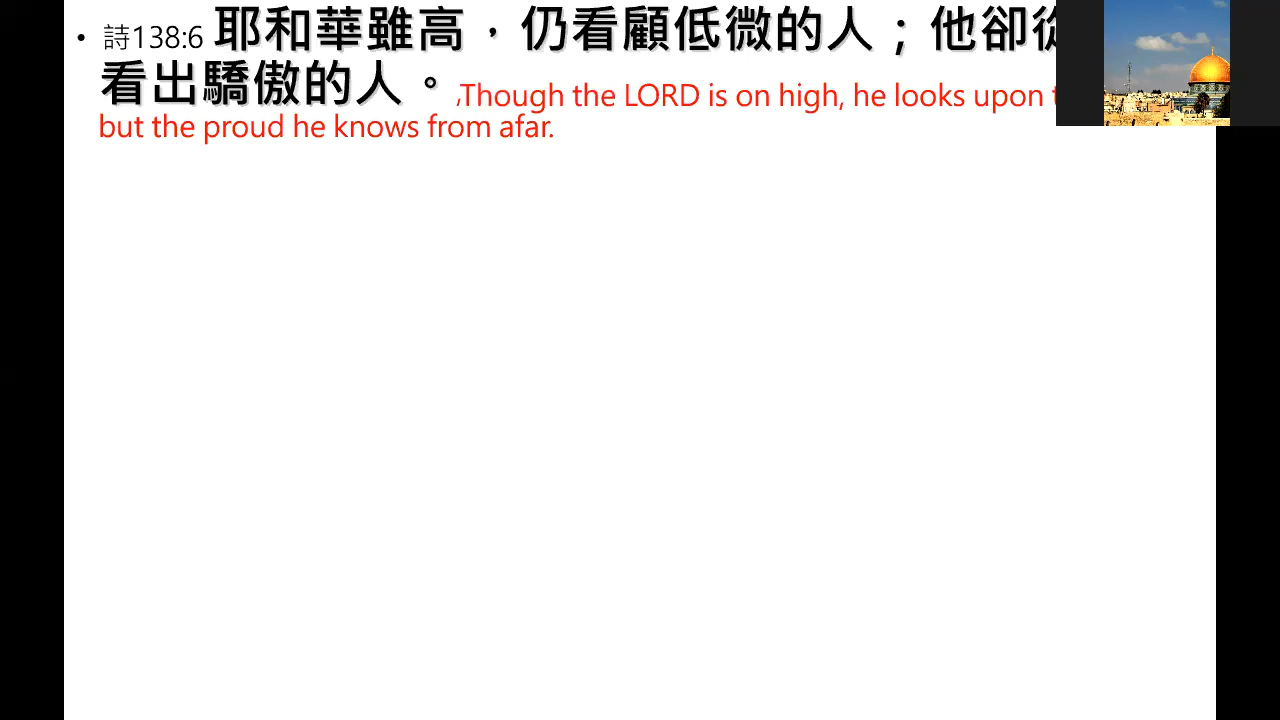 • 詩138:6 耶和華雖高，仍看顧低微的人；他卻從
看出驕傲的人。,Though the LORD is on high, he looks upon
but the proud he knows from afar.